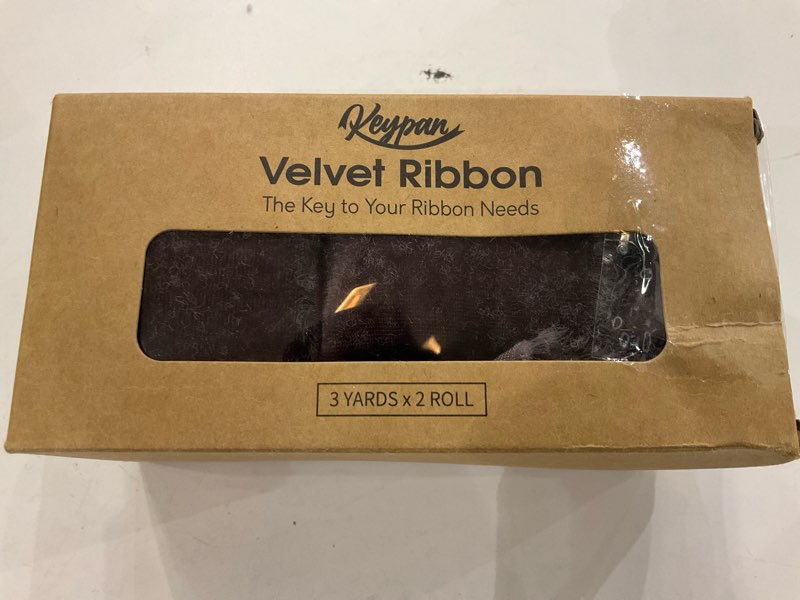 Keypan
Velvet Ribbon
The Key to Your Ribbon Needs
3 YARDS x 2 ROLL